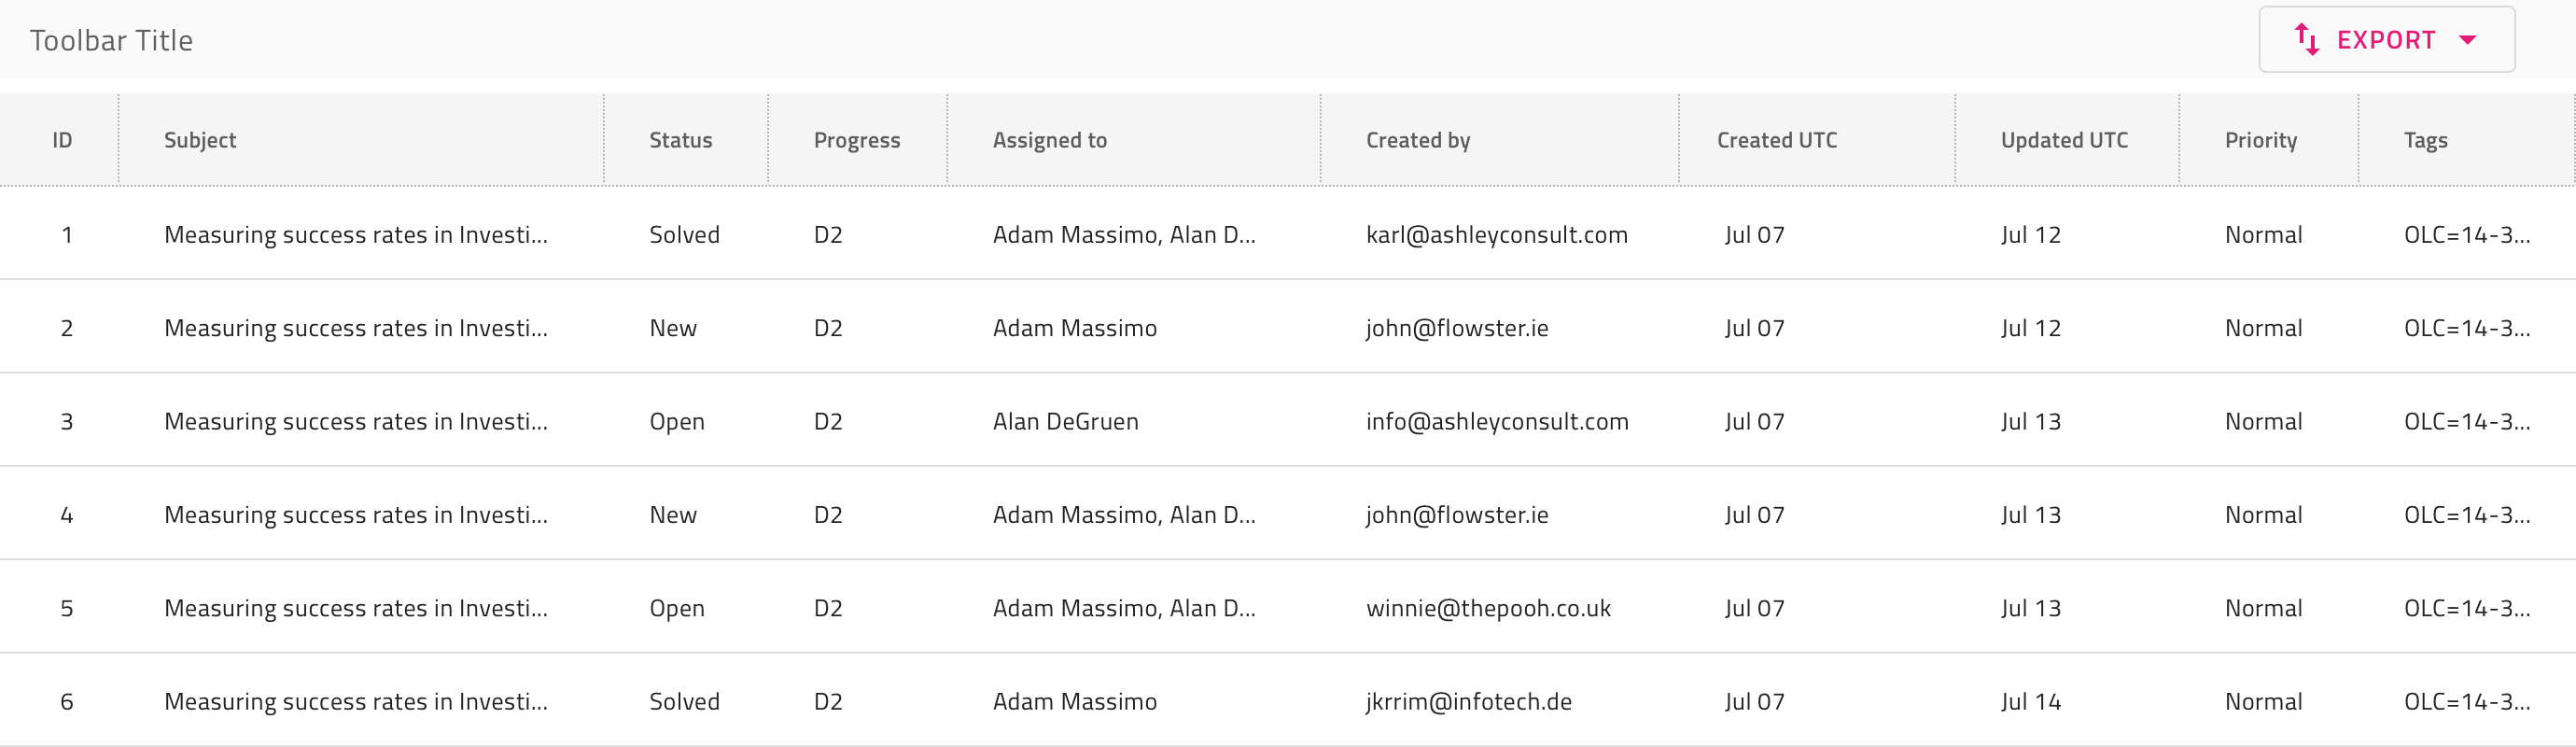 Toolbar Title EXPORT
ID Subject Status Progress Assigned to Created by Created UTC Updated UTC Priority Tags
1 Measuring success rates in Investi... Solved D2 Adam Massimo, Alan D... karl@ashleyconsult.com Jul 07 Jul 12 Normal OLC=14-3...
2 Measuring success rates in Investi... New D2 Adam Massimo john@flowster.ie Jul 07 Jul 12 Normal OLC=14-3...
3 Measuring success rates in Investi... Open D2 Alan DeGruen info@ashleyconsult.com Jul 07 Jul 13 Normal OLC=14-3...
4 Measuring success rates in Investi... New D2 Adam Massimo, Alan D... john@flowster.ie Jul 07 Jul 13 Normal OLC=14-3...
5 Measuring success rates in Investi... Open D2 Adam Massimo, Alan D... winnie@thepooh.co.uk Jul 07 Jul 13 Normal OLC=14-3...
6 Measuring success rates in Investi... Solved D2 Adam Massimo jkrrim@infotech.de Jul 07 Jul 14 Normal OLC=14-3...